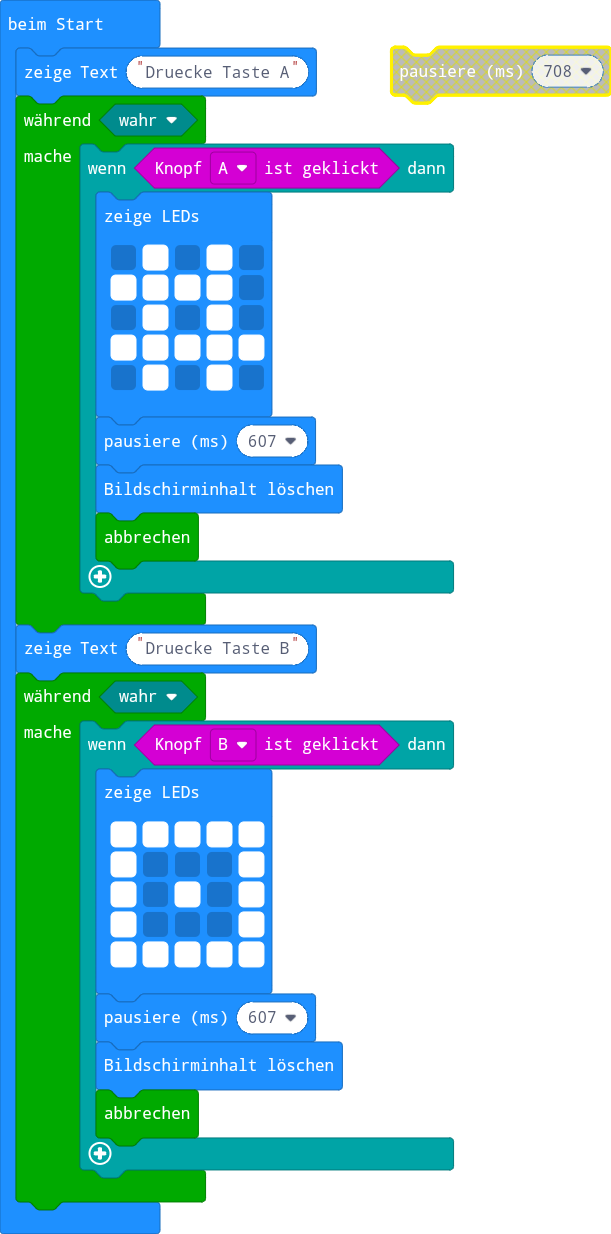 beim Start
zeige Text "Druecke Taste A"
pausiere (ms) 708
während wahr
mache
wenn Knopf A ist geklickt dann
zeige LEDs
pausiere (ms) 607
Bildschirminhalt löschen
abbrechen
zeige Text "Druecke Taste B"
während wahr
mache
wenn Knopf B ist geklickt dann
zeige LEDs
pausiere (ms) 607
Bildschirminhalt löschen
abbrechen